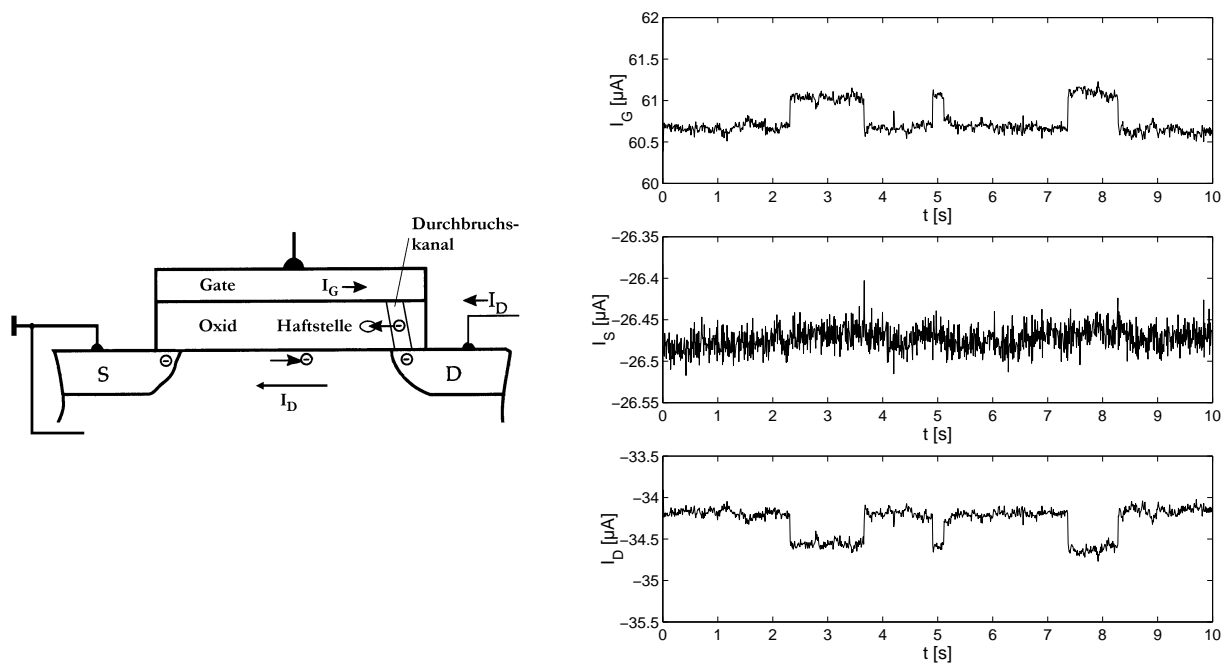 Durchbruchs-
kanal
Gate
I_G
I_D
Oxid
Haftstelle
S
D
I_D
62
61.5
61
60.5
60
I_G [µA]
0 1 2 3 4 5 6 7 8 9 10
t [s]
−26.35
−26.4
−26.45
−26.5
−26.55
I_S [µA]
0 1 2 3 4 5 6 7 8 9 10
t [s]
−33.5
−34
−34.5
−35
−35.5
I_D [µA]
0 1 2 3 4 5 6 7 8 9 10
t [s]